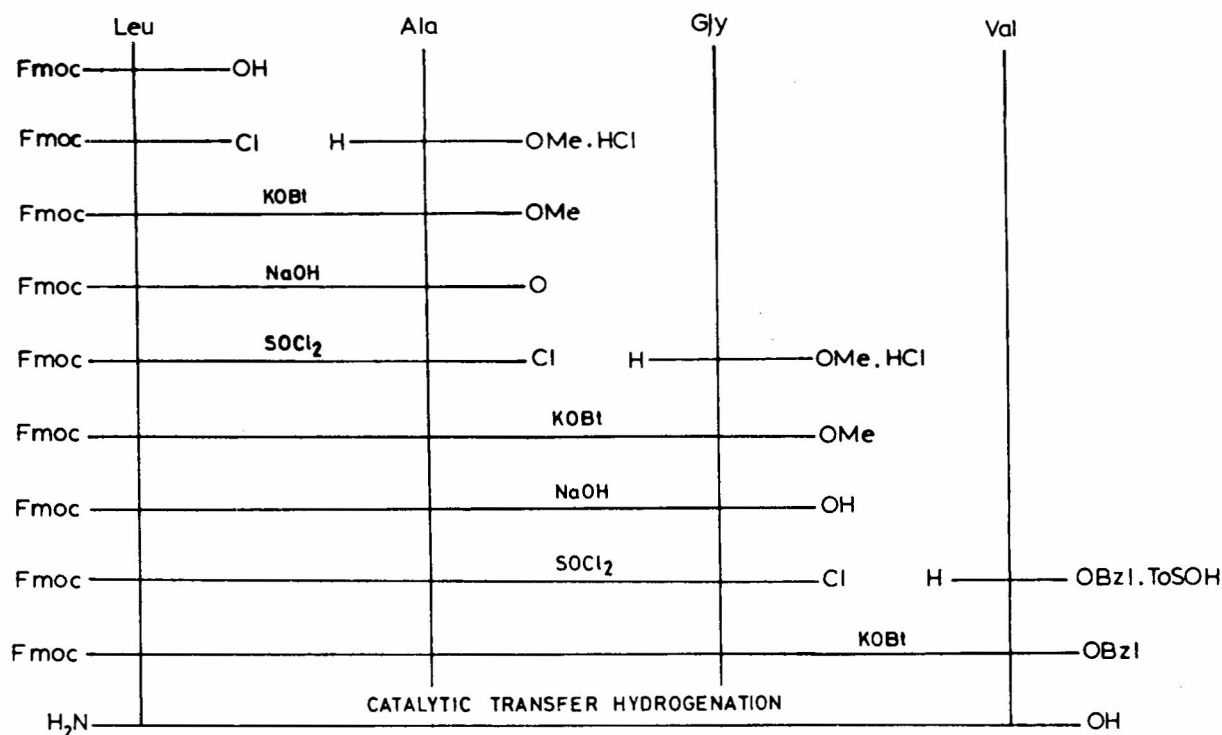 Leu Ala Gly Val
Fmoc OH
Fmoc Cl H OMe.HCl
Fmoc KOBt OMe
Fmoc NaOH O
Fmoc SOCl₂ Cl H OMe.HCl
Fmoc KOBt OMe
Fmoc NaOH OH
Fmoc SOCl₂ Cl H OBzl.ToSOH
Fmoc KOBt OBzl
H₂N CATALYTIC TRANSFER HYDROGENATION OH